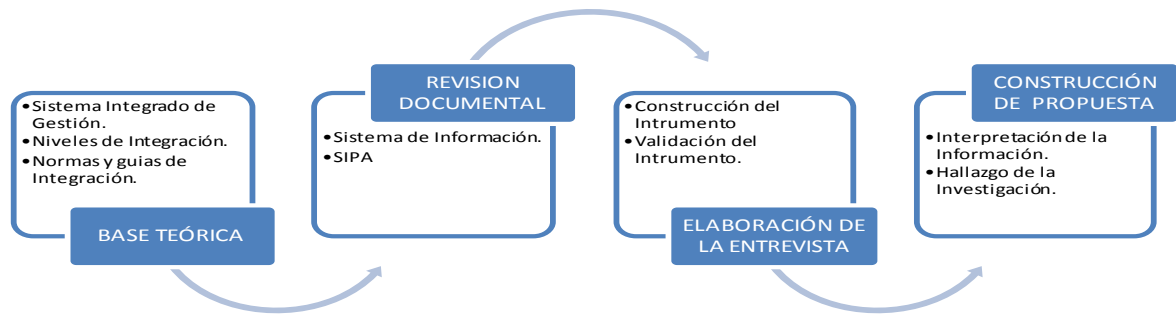 •Sistema Integrado de
Gestión.
•Niveles de Integración.
•Normas y guias de
Integración.
BASE TEÓRICA
REVISION
DOCUMENTAL
•Sistema de Información.
•SIPA
•Construcción del
Intrumento
•Validación del
Intrumento.
ELABORACIÓN DE
LA ENTREVISTA
CONSTRUCCIÓN
DE PROPUESTA
•Interpretación de la
Información.
•Hallazgo de la
Investigación.